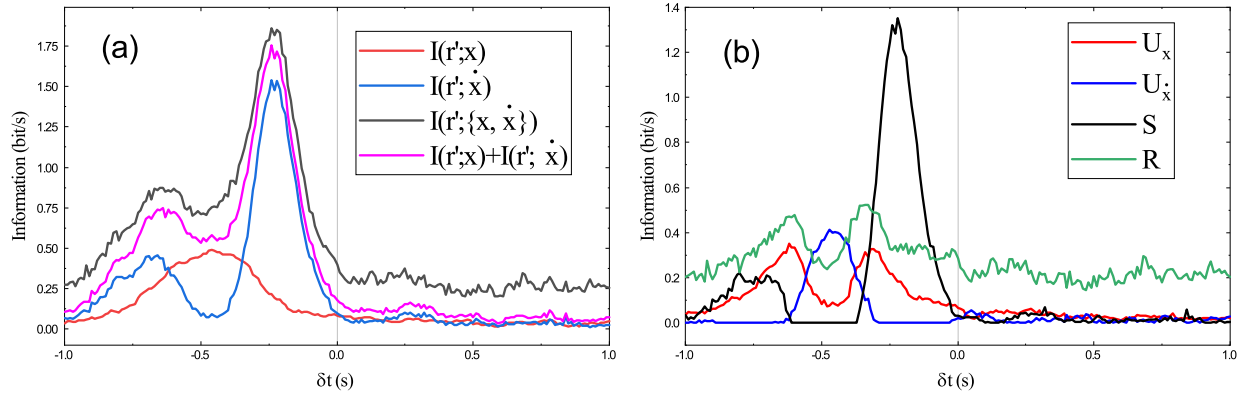 (a)
I(r';x)
I(r'; ẋ)
I(r';{x, ẋ})
I(r';x)+I(r'; ẋ)
Information (bit/s)
1.75
1.50
1.25
1.00
0.75
0.50
0.25
0.00
-1.0
-0.5
0.0
0.5
1.0
δt (s)
(b)
Uₓ
U_ẋ
S
R
Information (bit/s)
1.4
1.2
1.0
0.8
0.6
0.4
0.2
0.0
-1.0
-0.5
0.0
0.5
1.0
δt (s)